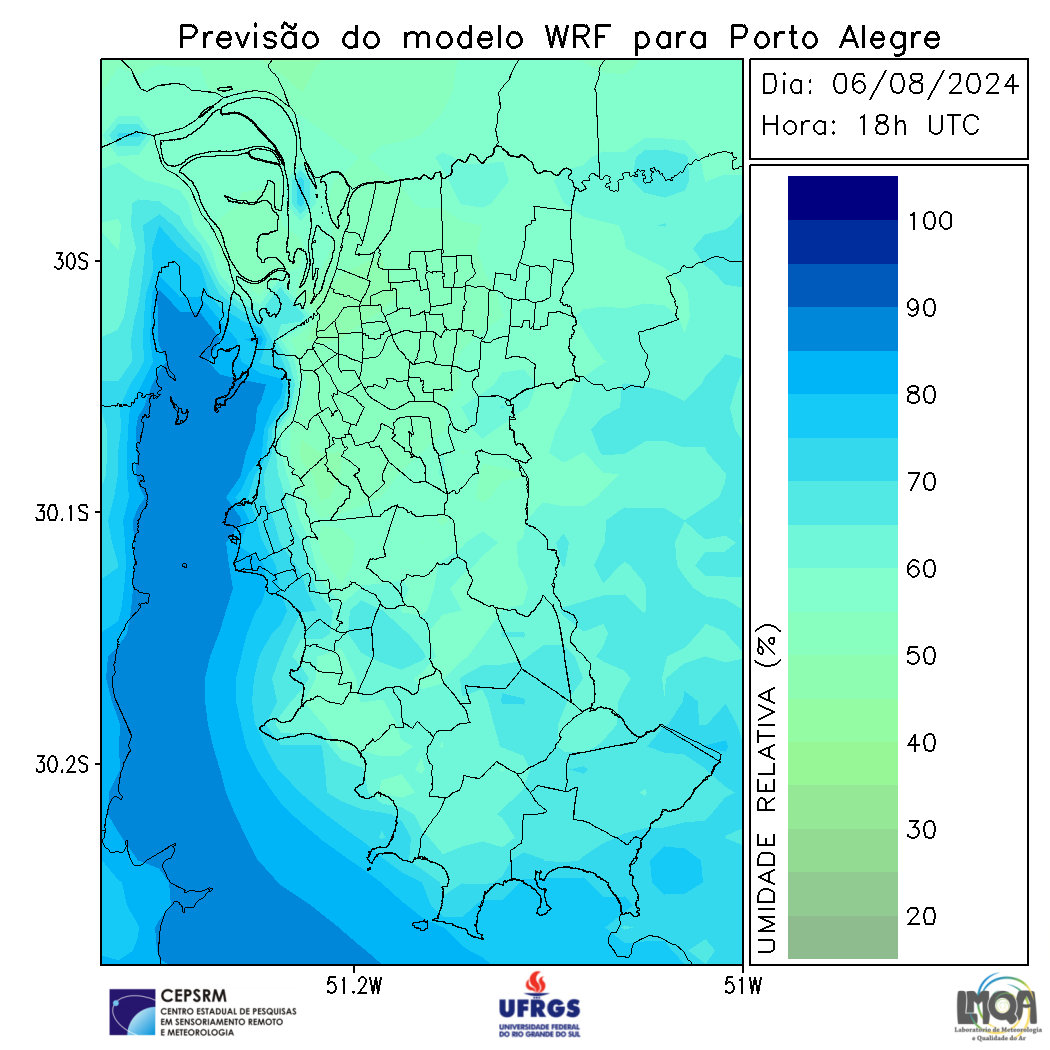 Previsão do modelo WRF para Porto Alegre
Dia: 06/08/2024
Hora: 18h UTC
100
90
80
70
60
50
40
30
20
UMIDADE RELATIVA (%)
30S
30.1S
30.2S
51.2W
51W
CEPSRM
CENTRO ESTADUAL DE PESQUISAS
EM SENSORIAMENTO REMOTO
E METEOROLOGIA
UFRGS
UNIVERSIDADE FEDERAL
DO RIO GRANDE DO SUL
LMQA
Laboratório de Meteorologia
e Qualidade do Ar